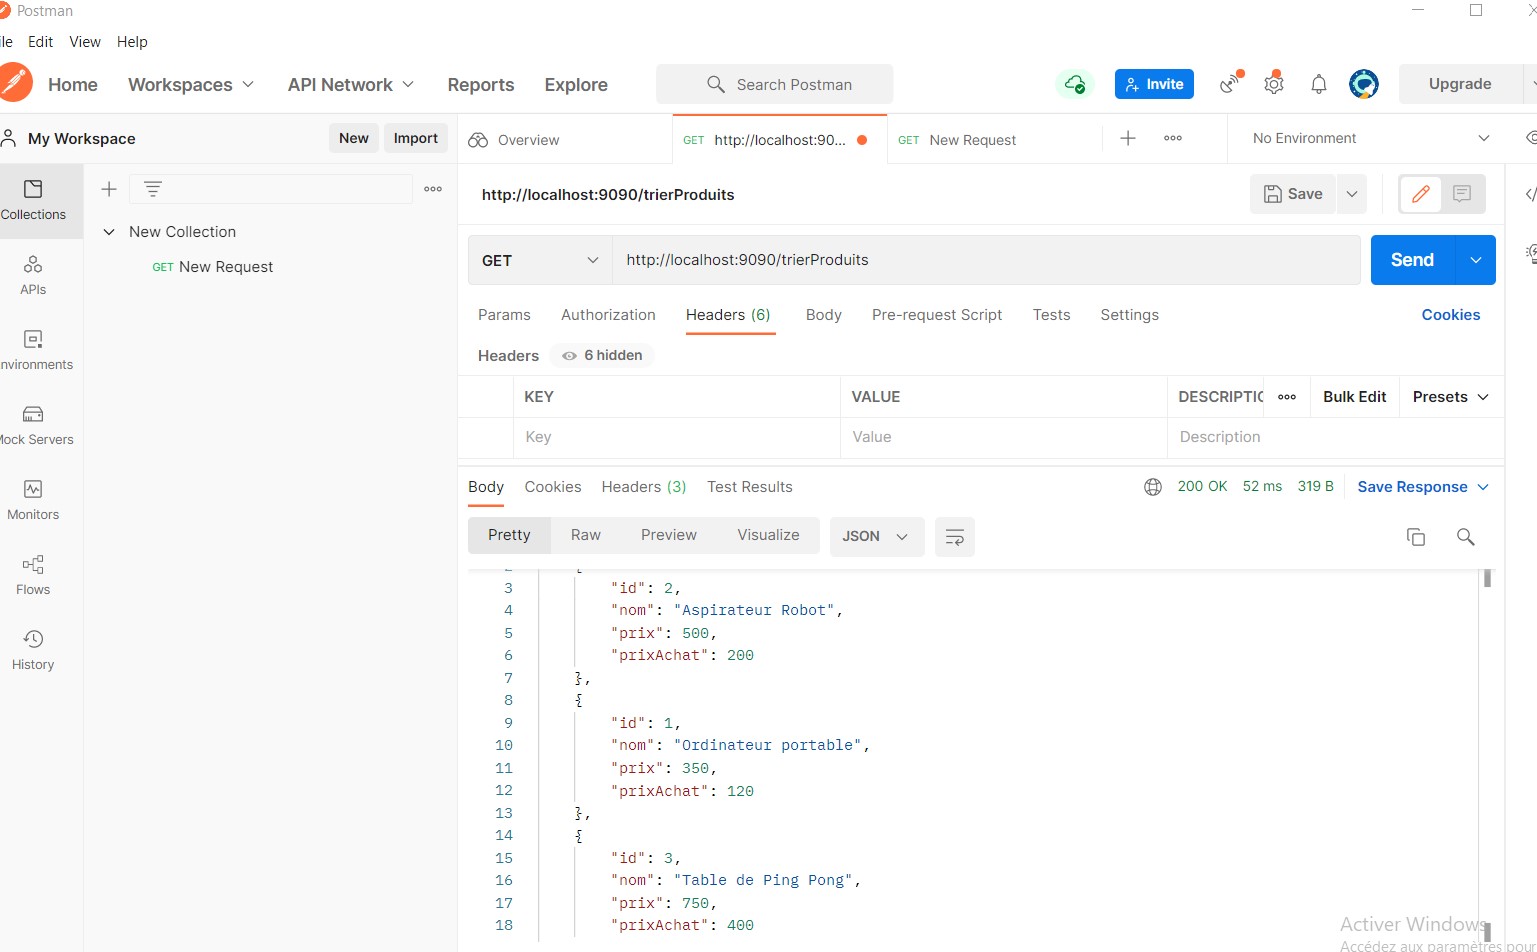 Postman
ile Edit View Help
Home Workspaces API Network Reports Explore Search Postman Invite Upgrade
My Workspace New Import Overview GET http://localhost:90... GET New Request No Environment
Collections
APIs
nvironments
Mock Servers
Monitors
Flows
History
New Collection
GET New Request
http://localhost:9090/trierProduits Save
GET http://localhost:9090/trierProduits Send
Params Authorization Headers (6) Body Pre-request Script Tests Settings Cookies
Headers 6 hidden
KEY VALUE DESCRIPTIO Bulk Edit Presets
Key Value Description
Body Cookies Headers (3) Test Results 200 OK 52 ms 319 B Save Response
Pretty Raw Preview Visualize JSON
2 {
3 "id": 2,
4 "nom": "Aspirateur Robot",
5 "prix": 500,
6 "prixAchat": 200
7 },
8 {
9 "id": 1,
10 "nom": "Ordinateur portable",
11 "prix": 350,
12 "prixAchat": 120
13 },
14 {
15 "id": 3,
16 "nom": "Table de Ping Pong",
17 "prix": 750,
18 "prixAchat": 400
Activer Windows
Accédez aux paramètres pour